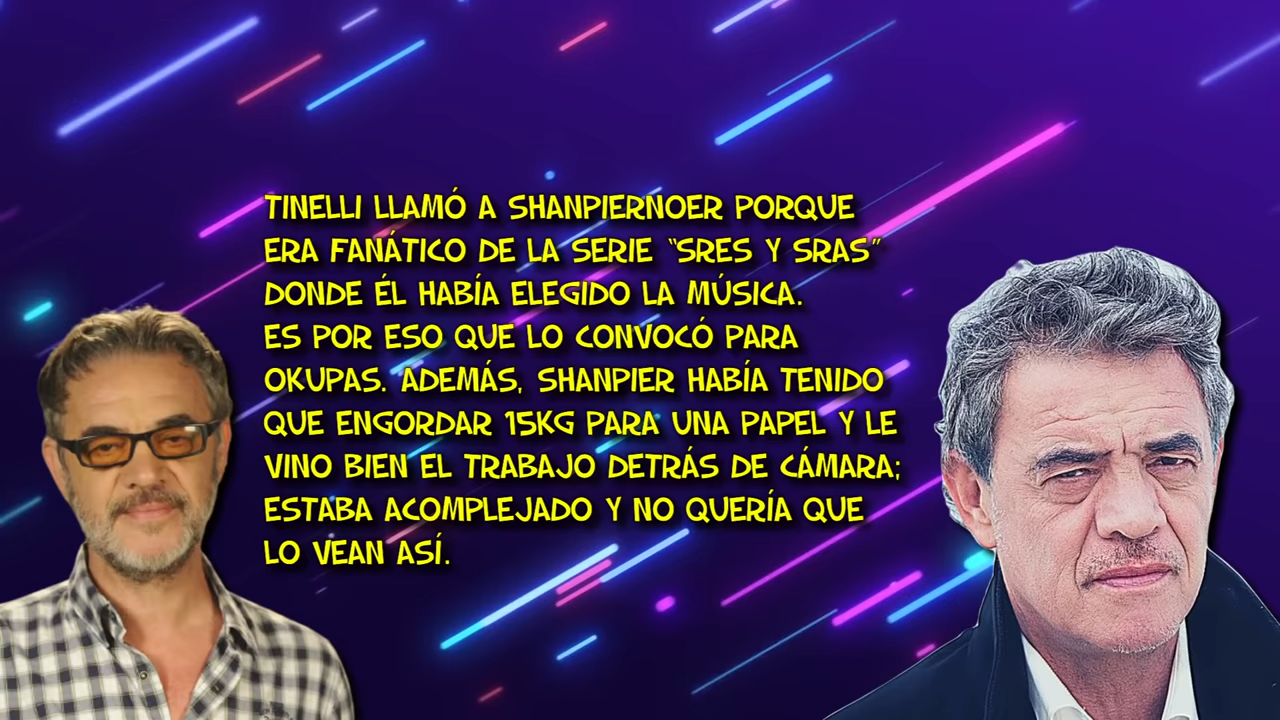 TINELLI LLAMÓ A SHANPIERNOER PORQUE
ERA FANÁTICO DE LA SERIE “SRES Y SRAS”
DONDE ÉL HABÍA ELEGIDO LA MÚSICA.
ES POR ESO QUE LO CONVOCÓ PARA
OKUPAS. ADEMÁS, SHANPIER HABÍA TENIDO
QUE ENGORDAR 15KG PARA UNA PAPEL Y LE
VINO BIEN EL TRABAJO DETRÁS DE CÁMARA;
ESTABA ACOMPLEJADO Y NO QUERÍA QUE
LO VEAN ASÍ.